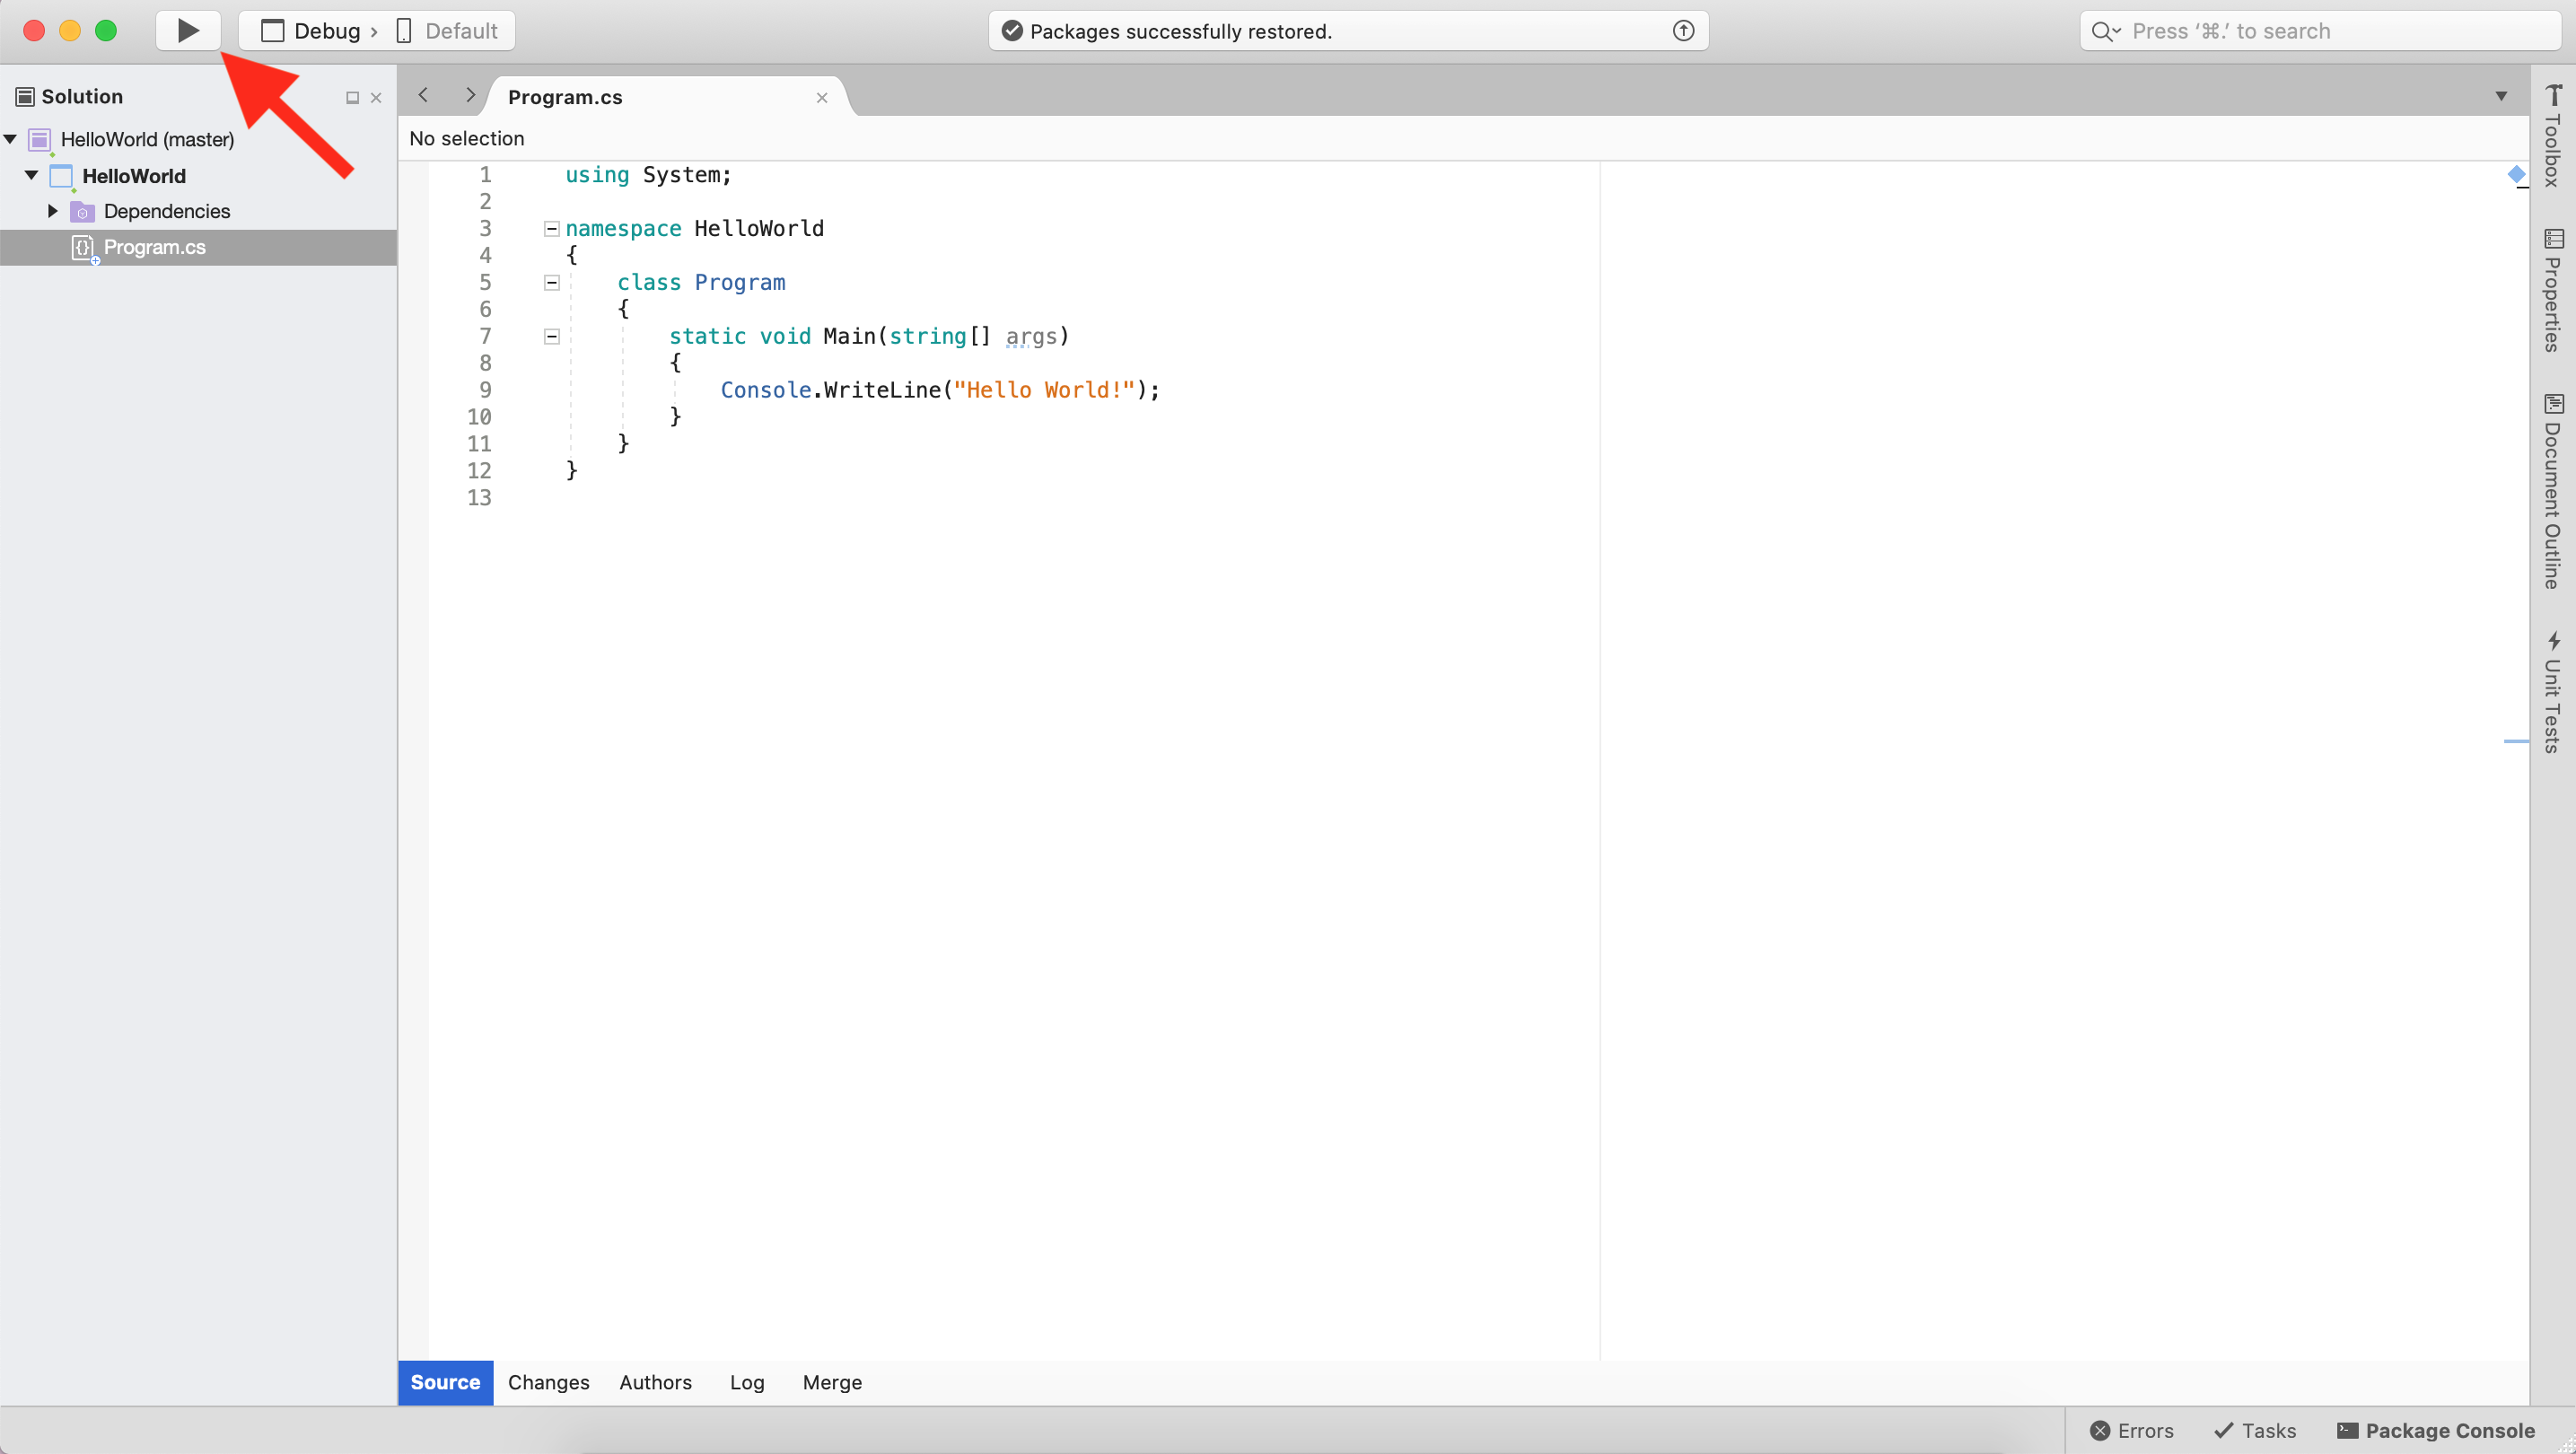 Debug › Default
Packages successfully restored.
Press ‘⌘.’ to search
Solution
HelloWorld (master)
HelloWorld
Dependencies
Program.cs
Program.cs
No selection
1 using System;
2
3 namespace HelloWorld
4 {
5     class Program
6     {
7         static void Main(string[] args)
8         {
9             Console.WriteLine("Hello World!");
10         }
11     }
12 }
13
Toolbox
Properties
Document Outline
Unit Tests
Source Changes Authors Log Merge
Errors Tasks Package Console